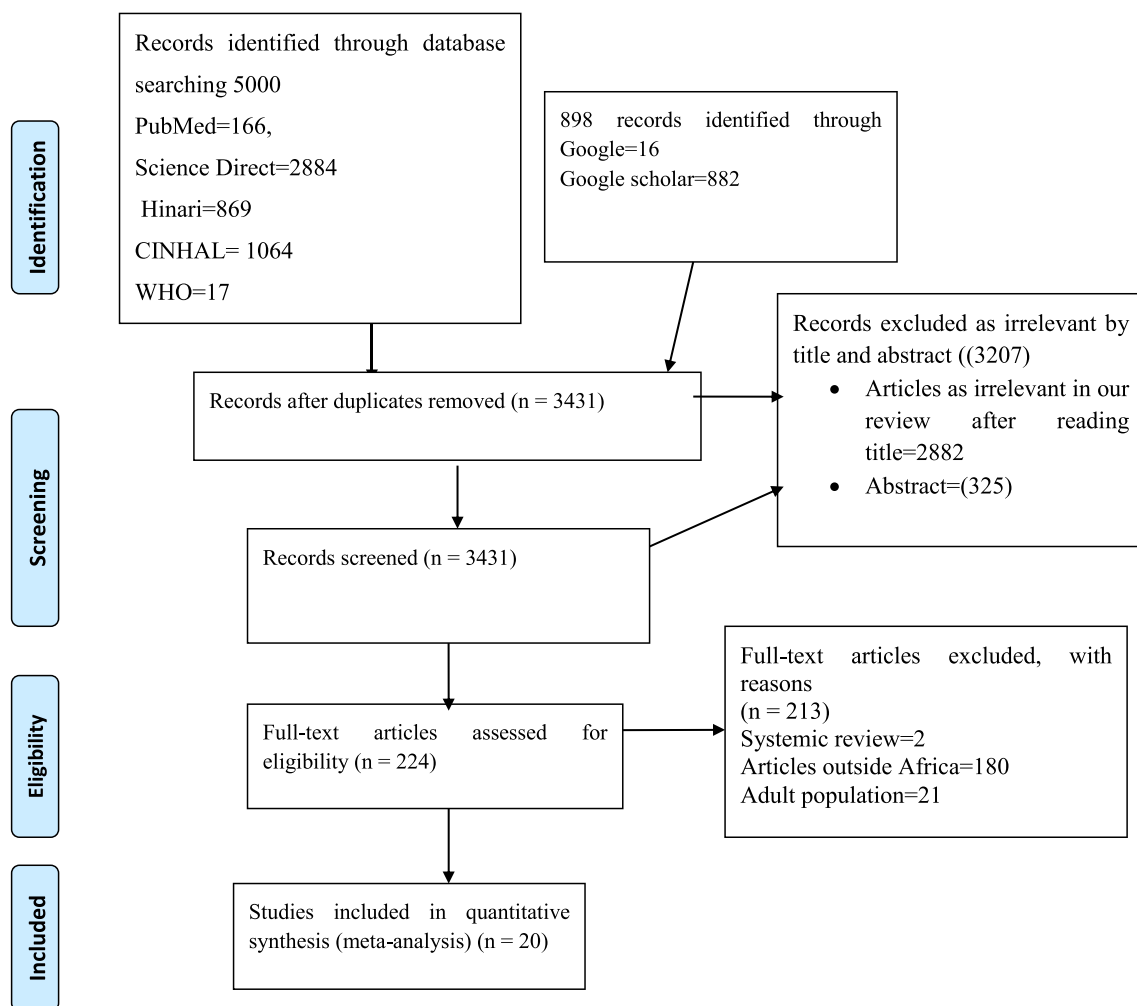 Records identified through database
searching 5000
PubMed=166,
Science Direct=2884
Hinari=869
CINHAL= 1064
WHO=17
898 records identified through
Google=16
Google scholar=882
Identification
Records excluded as irrelevant by
title and abstract ((3207)
• Articles as irrelevant in our
review after reading
title=2882
• Abstract=(325)
Records after duplicates removed (n = 3431)
Screening
Records screened (n = 3431)
Full-text articles excluded, with
reasons
(n = 213)
Systemic review=2
Articles outside Africa=180
Adult population=21
Eligibility
Full-text articles assessed for
eligibility (n = 224)
Included
Studies included in quantitative
synthesis (meta-analysis) (n = 20)